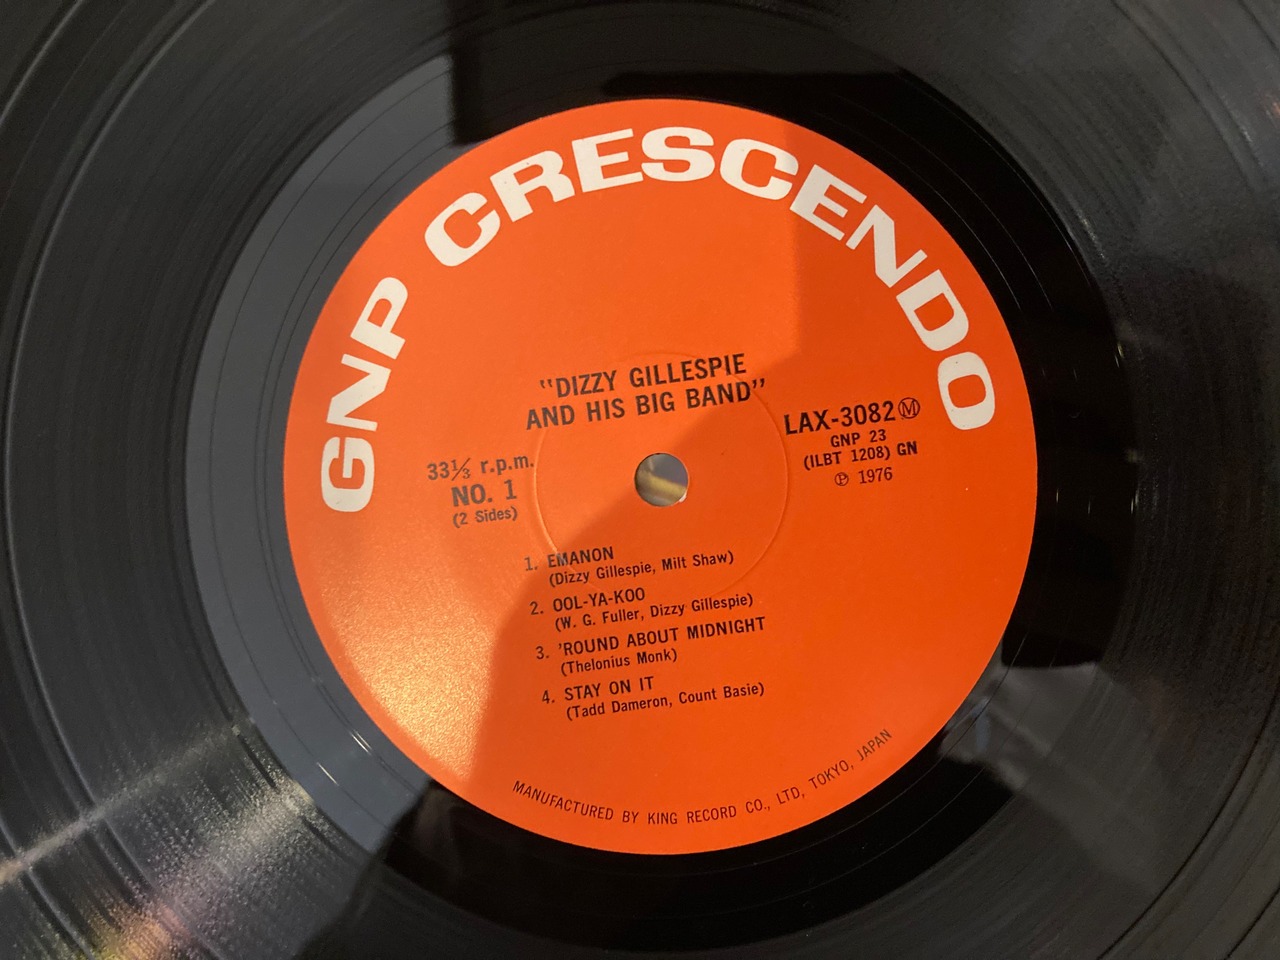 GNP CRESCENDO
"DIZZY GILLESPIE
AND HIS BIG BAND"
33⅓ r.p.m.
NO. 1
(2 Sides)
LAX-3082 Ⓜ
GNP 23
(ILBT 1208) GN
℗ 1976
1. EMANON
(Dizzy Gillespie, Milt Shaw)
2. OOL-YA-KOO
(W. G. Fuller, Dizzy Gillespie)
3. 'ROUND ABOUT MIDNIGHT
(Thelonius Monk)
4. STAY ON IT
(Tadd Dameron, Count Basie)
MANUFACTURED BY KING RECORD CO., LTD, TOKYO, JAPAN